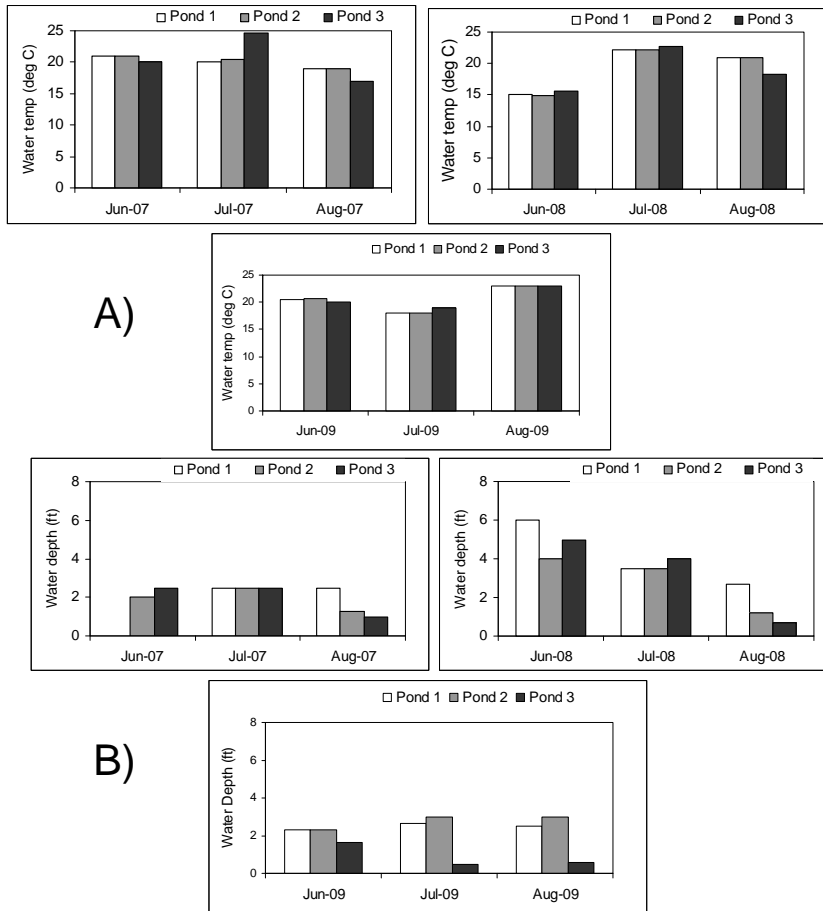 Pond 1 Pond 2 Pond 3
Water temp (deg C)
25
20
15
10
5
0
Jun-07 Jul-07 Aug-07
Pond 1 Pond 2 Pond 3
Water temp (deg C)
25
20
15
10
5
0
Jun-08 Jul-08 Aug-08
A)
Pond 1 Pond 2 Pond 3
Water temp (deg C)
25
20
15
10
5
0
Jun-09 Jul-09 Aug-09
Pond 1 Pond 2 Pond 3
Water depth (ft)
8
6
4
2
0
Jun-07 Jul-07 Aug-07
Pond 1 Pond 2 Pond 3
Water depth (ft)
8
6
4
2
0
Jun-08 Jul-08 Aug-08
B)
Pond 1 Pond 2 Pond 3
Water Depth (ft)
8
6
4
2
0
Jun-09 Jul-09 Aug-09